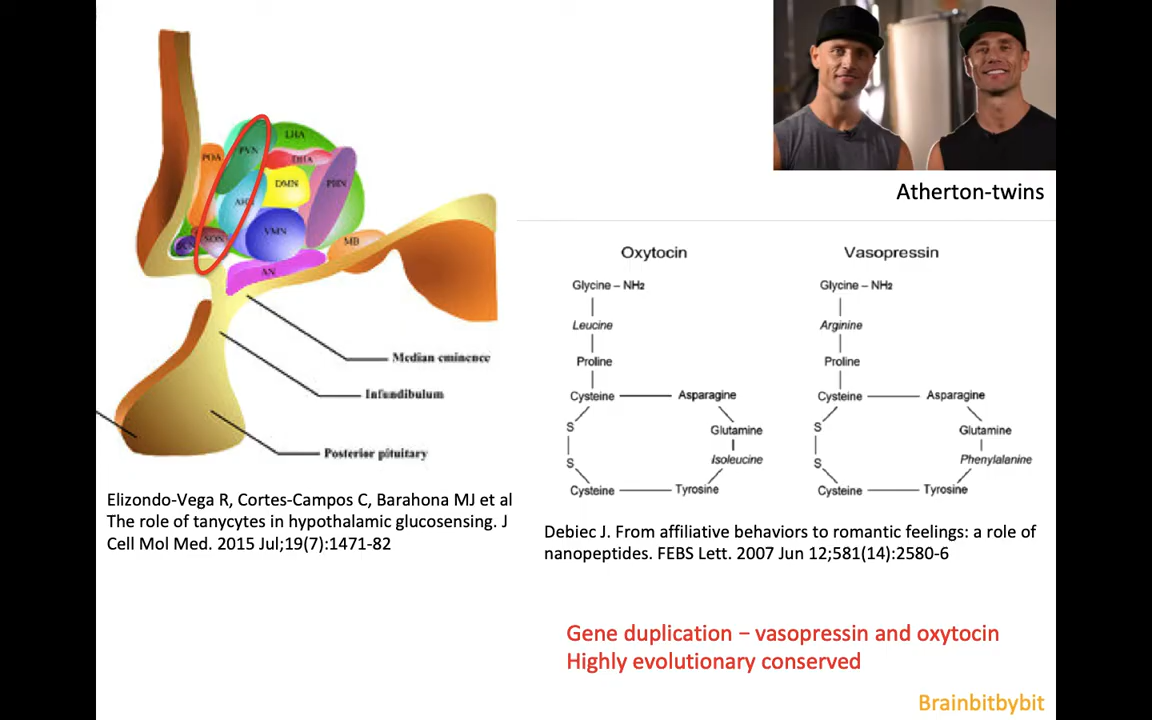 LHA
POA
PVN
DHA
DMN
PHN
AHN
VMN
SON
MB
AN
Median eminence
Infundibulum
Posterior pituitary
Elizondo-Vega R, Cortes-Campos C, Barahona MJ et al
The role of tanycytes in hypothalamic glucosensing. J
Cell Mol Med. 2015 Jul;19(7):1471-82
Atherton-twins
Oxytocin
Glycine – NH2
Leucine
Proline
Cysteine
Asparagine
S
Glutamine
S
Isoleucine
Cysteine
Tyrosine
Vasopressin
Glycine – NH2
Arginine
Proline
Cysteine
Asparagine
S
Glutamine
S
Phenylalanine
Cysteine
Tyrosine
Debiec J. From affiliative behaviors to romantic feelings: a role of
nanopeptides. FEBS Lett. 2007 Jun 12;581(14):2580-6
Gene duplication – vasopressin and oxytocin
Highly evolutionary conserved
Brainbitbybit